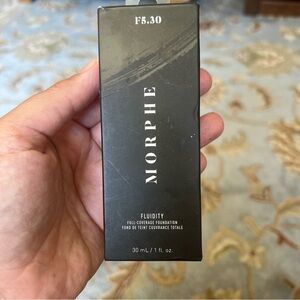 F5.30
MORPHE
FLUIDITY
FULL-COVERAGE FOUNDATION
FOND DE TEINT COUVRANCE TOTALE
30 mL / 1 fl. oz.